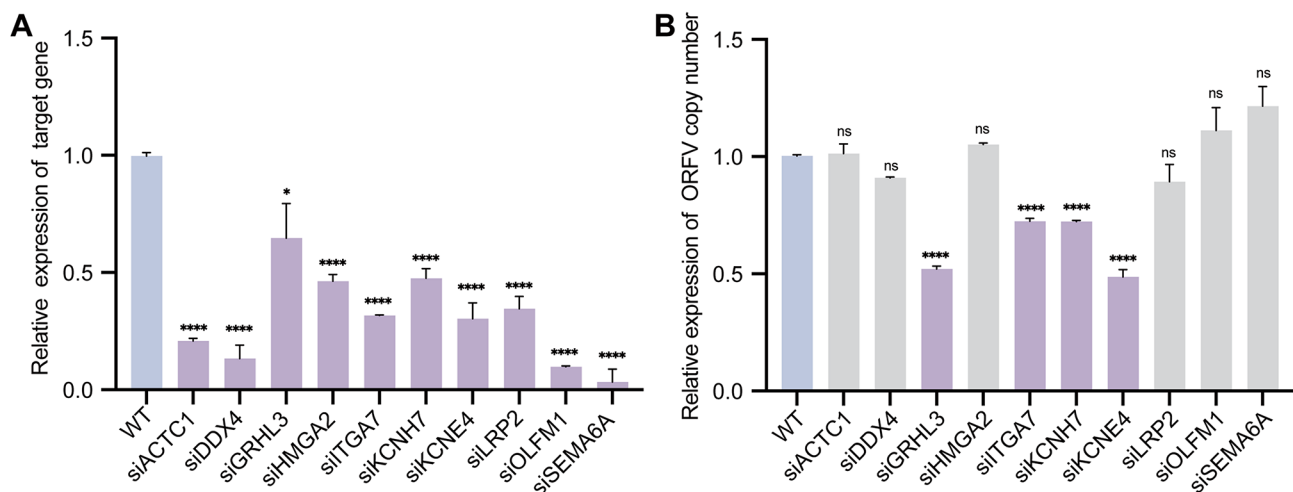 A
Relative expression of target gene
1.5
1.0
0.5
0.0
*
****
****
****
****
****
****
****
****
****
WT
siACTC1
siDDX4
siGRHL3
siHMGA2
siITGA7
siKCNH7
siKCNE4
siLRP2
siOLFM1
siSEMA6A
B
Relative expression of ORFV copy number
1.5
1.0
0.5
0.0
ns
ns
****
ns
****
****
****
ns
ns
ns
WT
siACTC1
siDDX4
siGRHL3
siHMGA2
siITGA7
siKCNH7
siKCNE4
siLRP2
siOLFM1
siSEMA6A